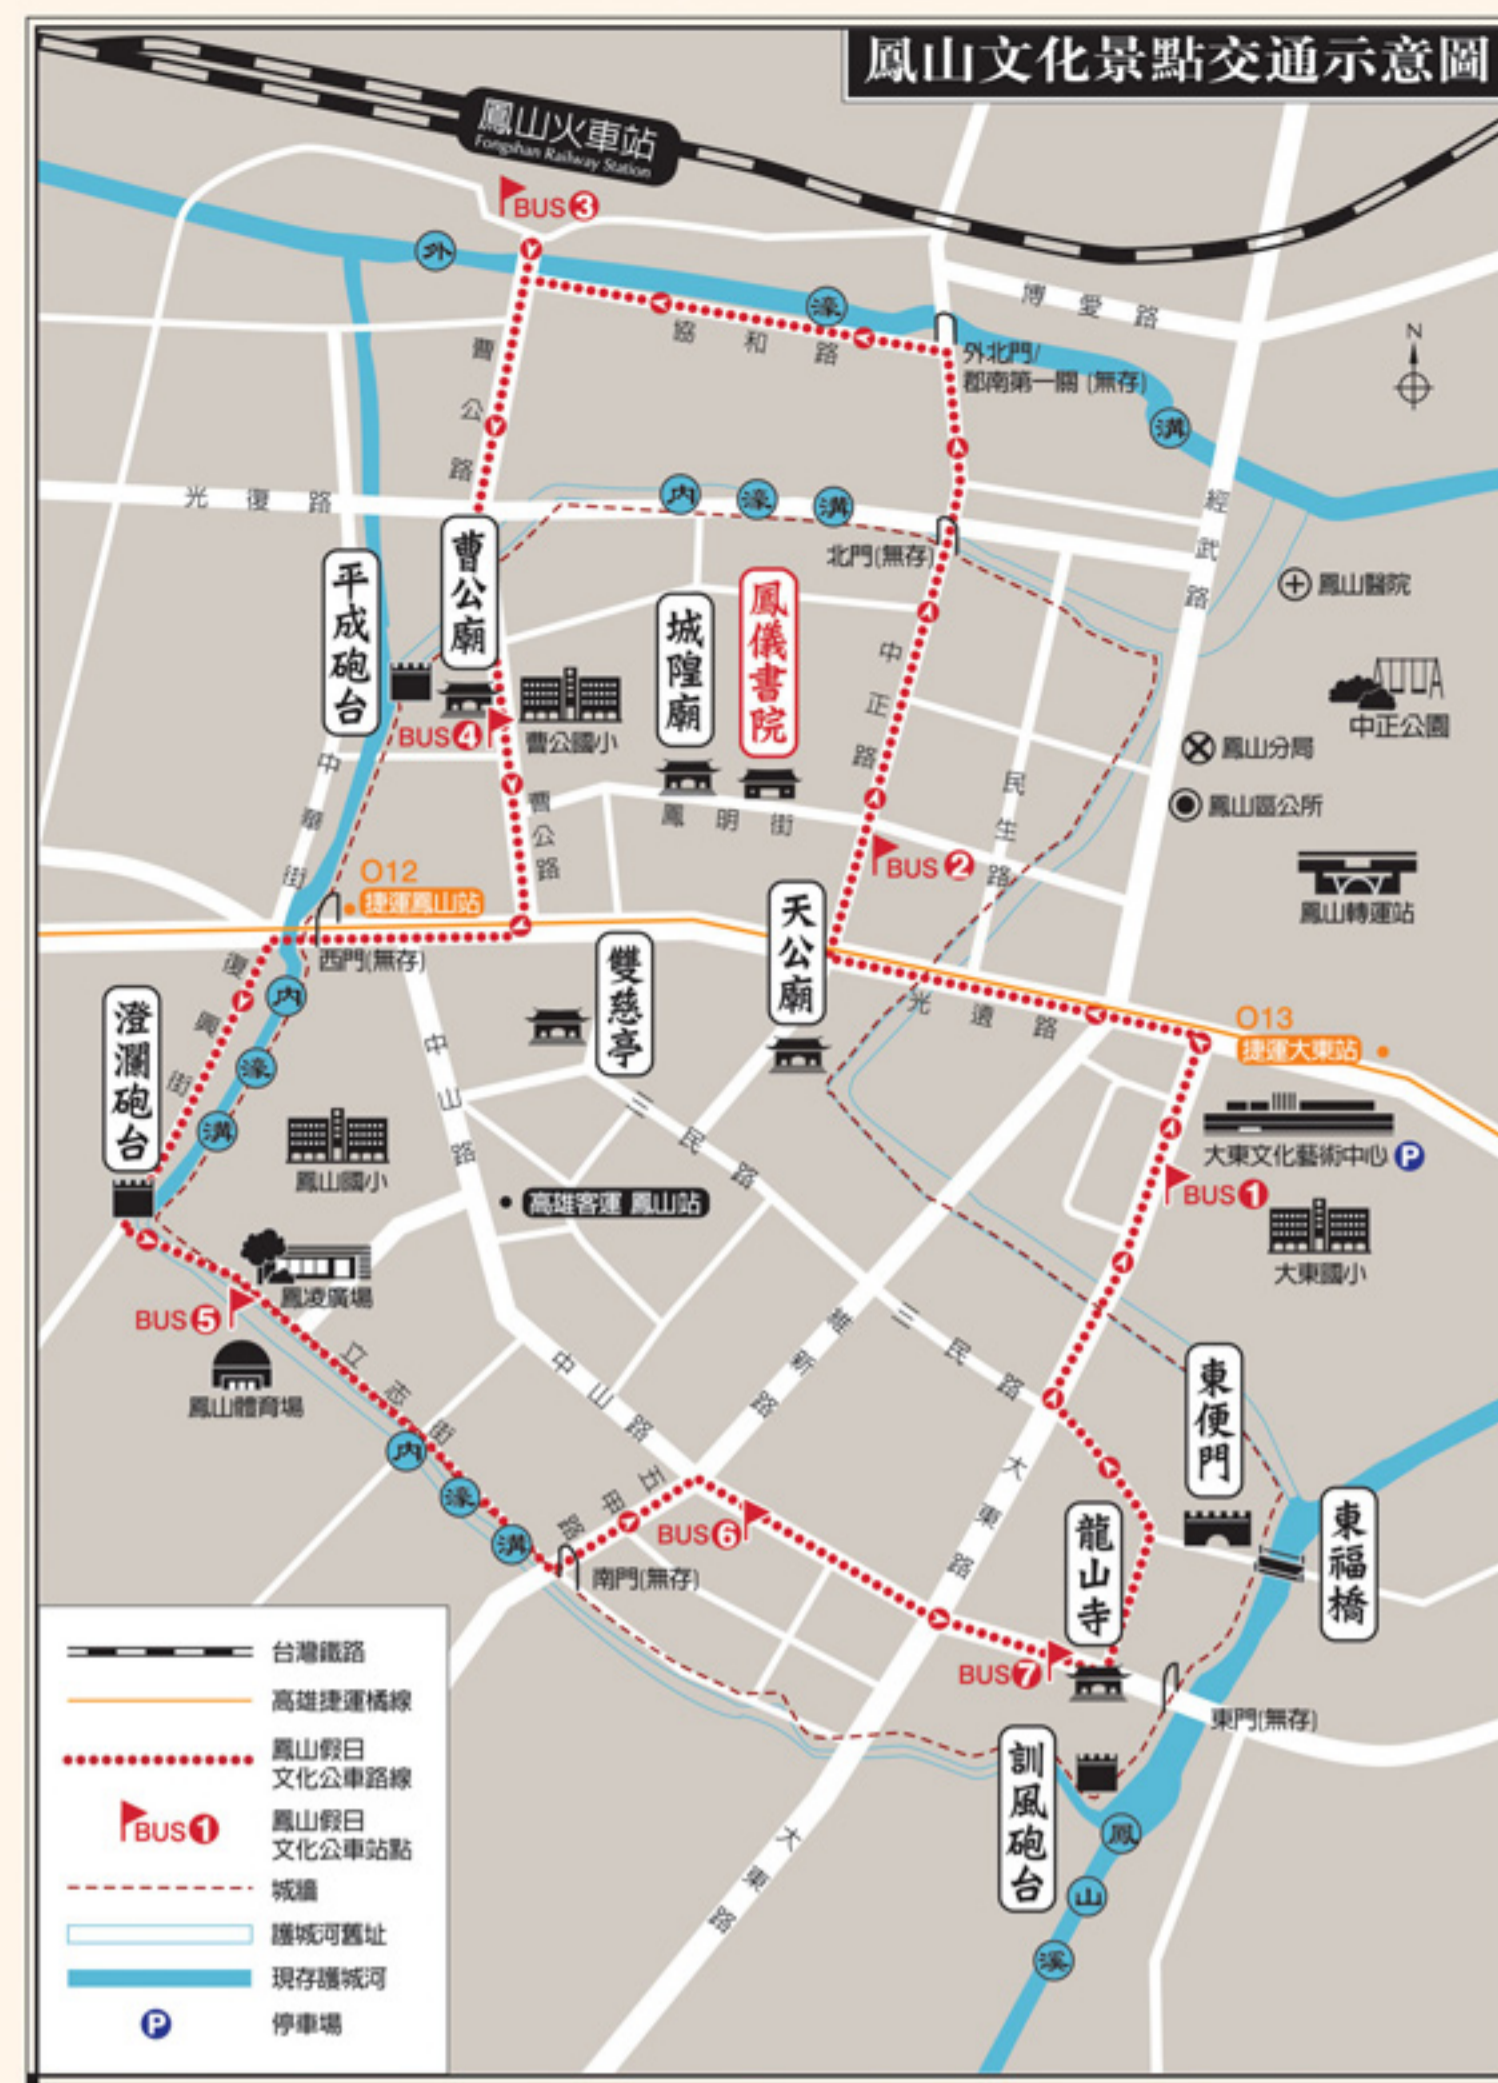 鳳山文化景點交通示意圖
鳳山火車站
Fongshan Railway Station
BUS3
外
濠
溝
博愛路
協和路
外北門/
郡南第一關 (無存)
N
曹公路
光復路
內濠溝
北門(無存)
經武路
鳳山醫院
平成砲台
曹公廟
城隍廟
鳳儀書院
中正路
中正公園
BUS4
曹公國小
鳳山分局
鳳山區公所
民生路
鳳明街
曹公路
中華街
BUS2
鳳山轉運站
O12
捷運鳳山站
西門(無存)
天公廟
雙慈亭
光遠路
O13
捷運大東站
復興街
內濠溝
澄瀾砲台
中山路
三民路
大東文化藝術中心 P
鳳山國小
高雄客運 鳳山站
BUS1
大東國小
鳳凌廣場
BUS5
鳳山體育場
立志街
維新路
三民路
中山路
東便門
內濠溝
五甲路
大東路
BUS6
龍山寺
東福橋
南門(無存)
BUS7
東門(無存)
訓風砲台
鳳山溪
大東路
台灣鐵路
高雄捷運橘線
鳳山假日
文化公車路線
BUS1
鳳山假日
文化公車站點
城牆
護城河舊址
現存護城河
P
停車場